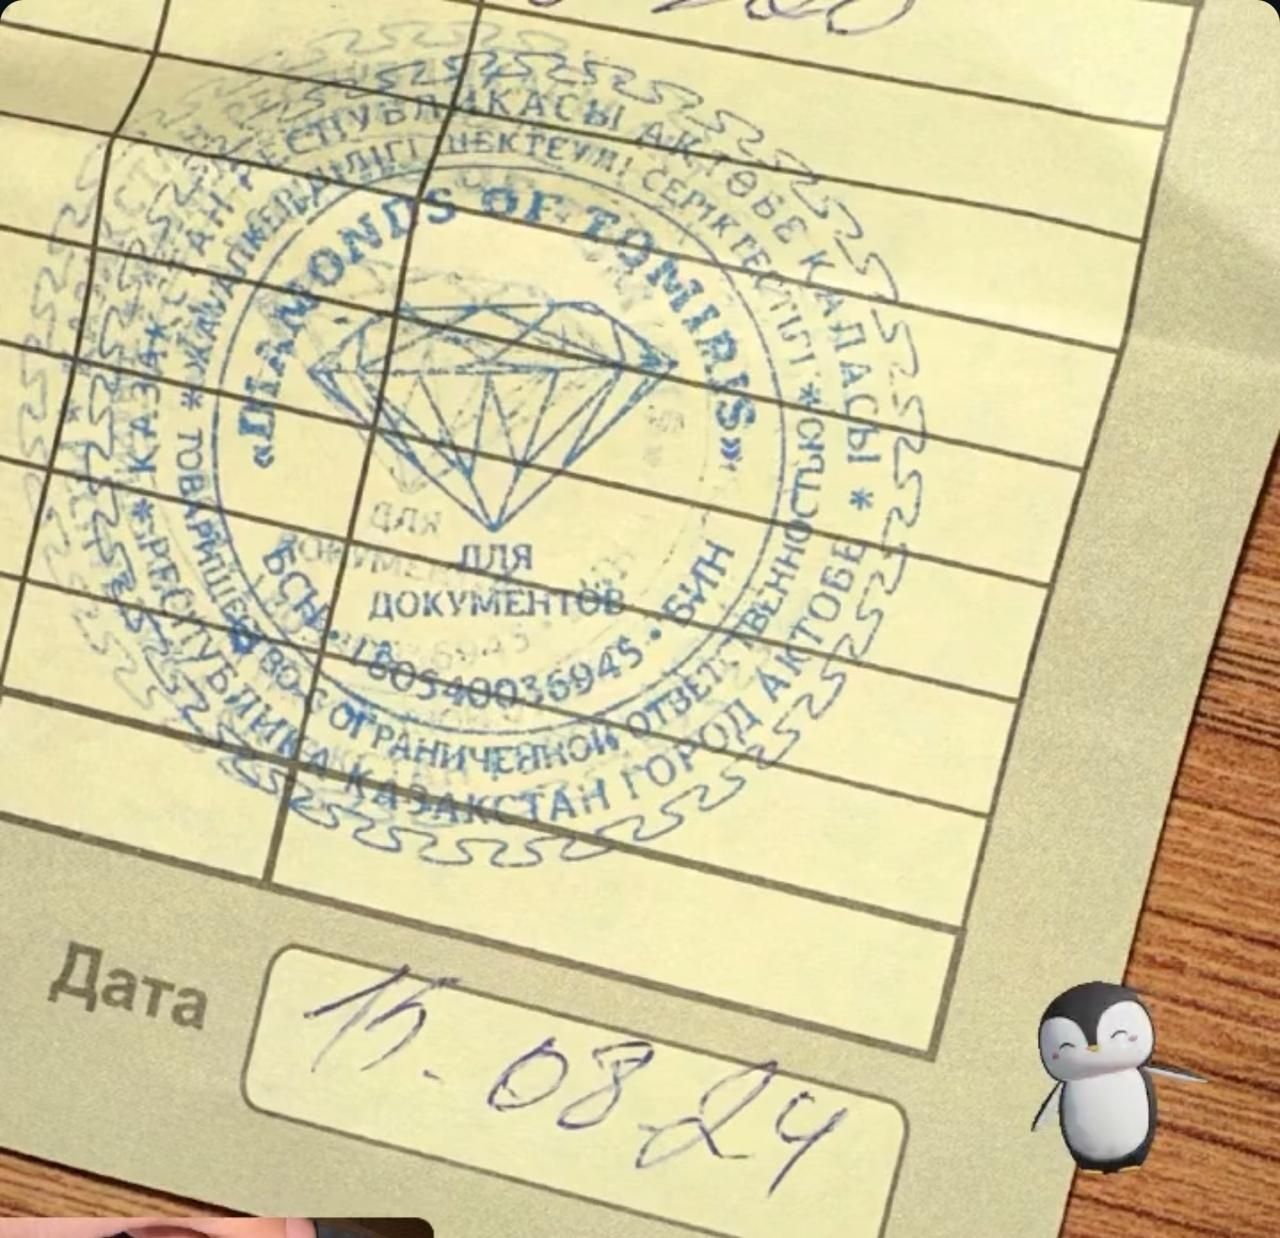 ҚАЗАҚСТАН РЕСПУБЛИКАСЫ АҚТӨБЕ ҚАЛАСЫ *
* ЖАУАПКЕРШІЛІГІ ШЕКТЕУЛІ СЕРІКТЕСТІГІ *
«DIAMONDS OF TOMIRIS»
ДЛЯ
ДОКУМЕНТОВ
БСН • 180540036945 • БИН
ТОВАРИЩЕСТВО С ОГРАНИЧЕННОЙ ОТВЕТСТВЕННОСТЬЮ
* РЕСПУБЛИКА КАЗАХСТАН ГОРОД АКТОБЕ
Дата
15-08.24